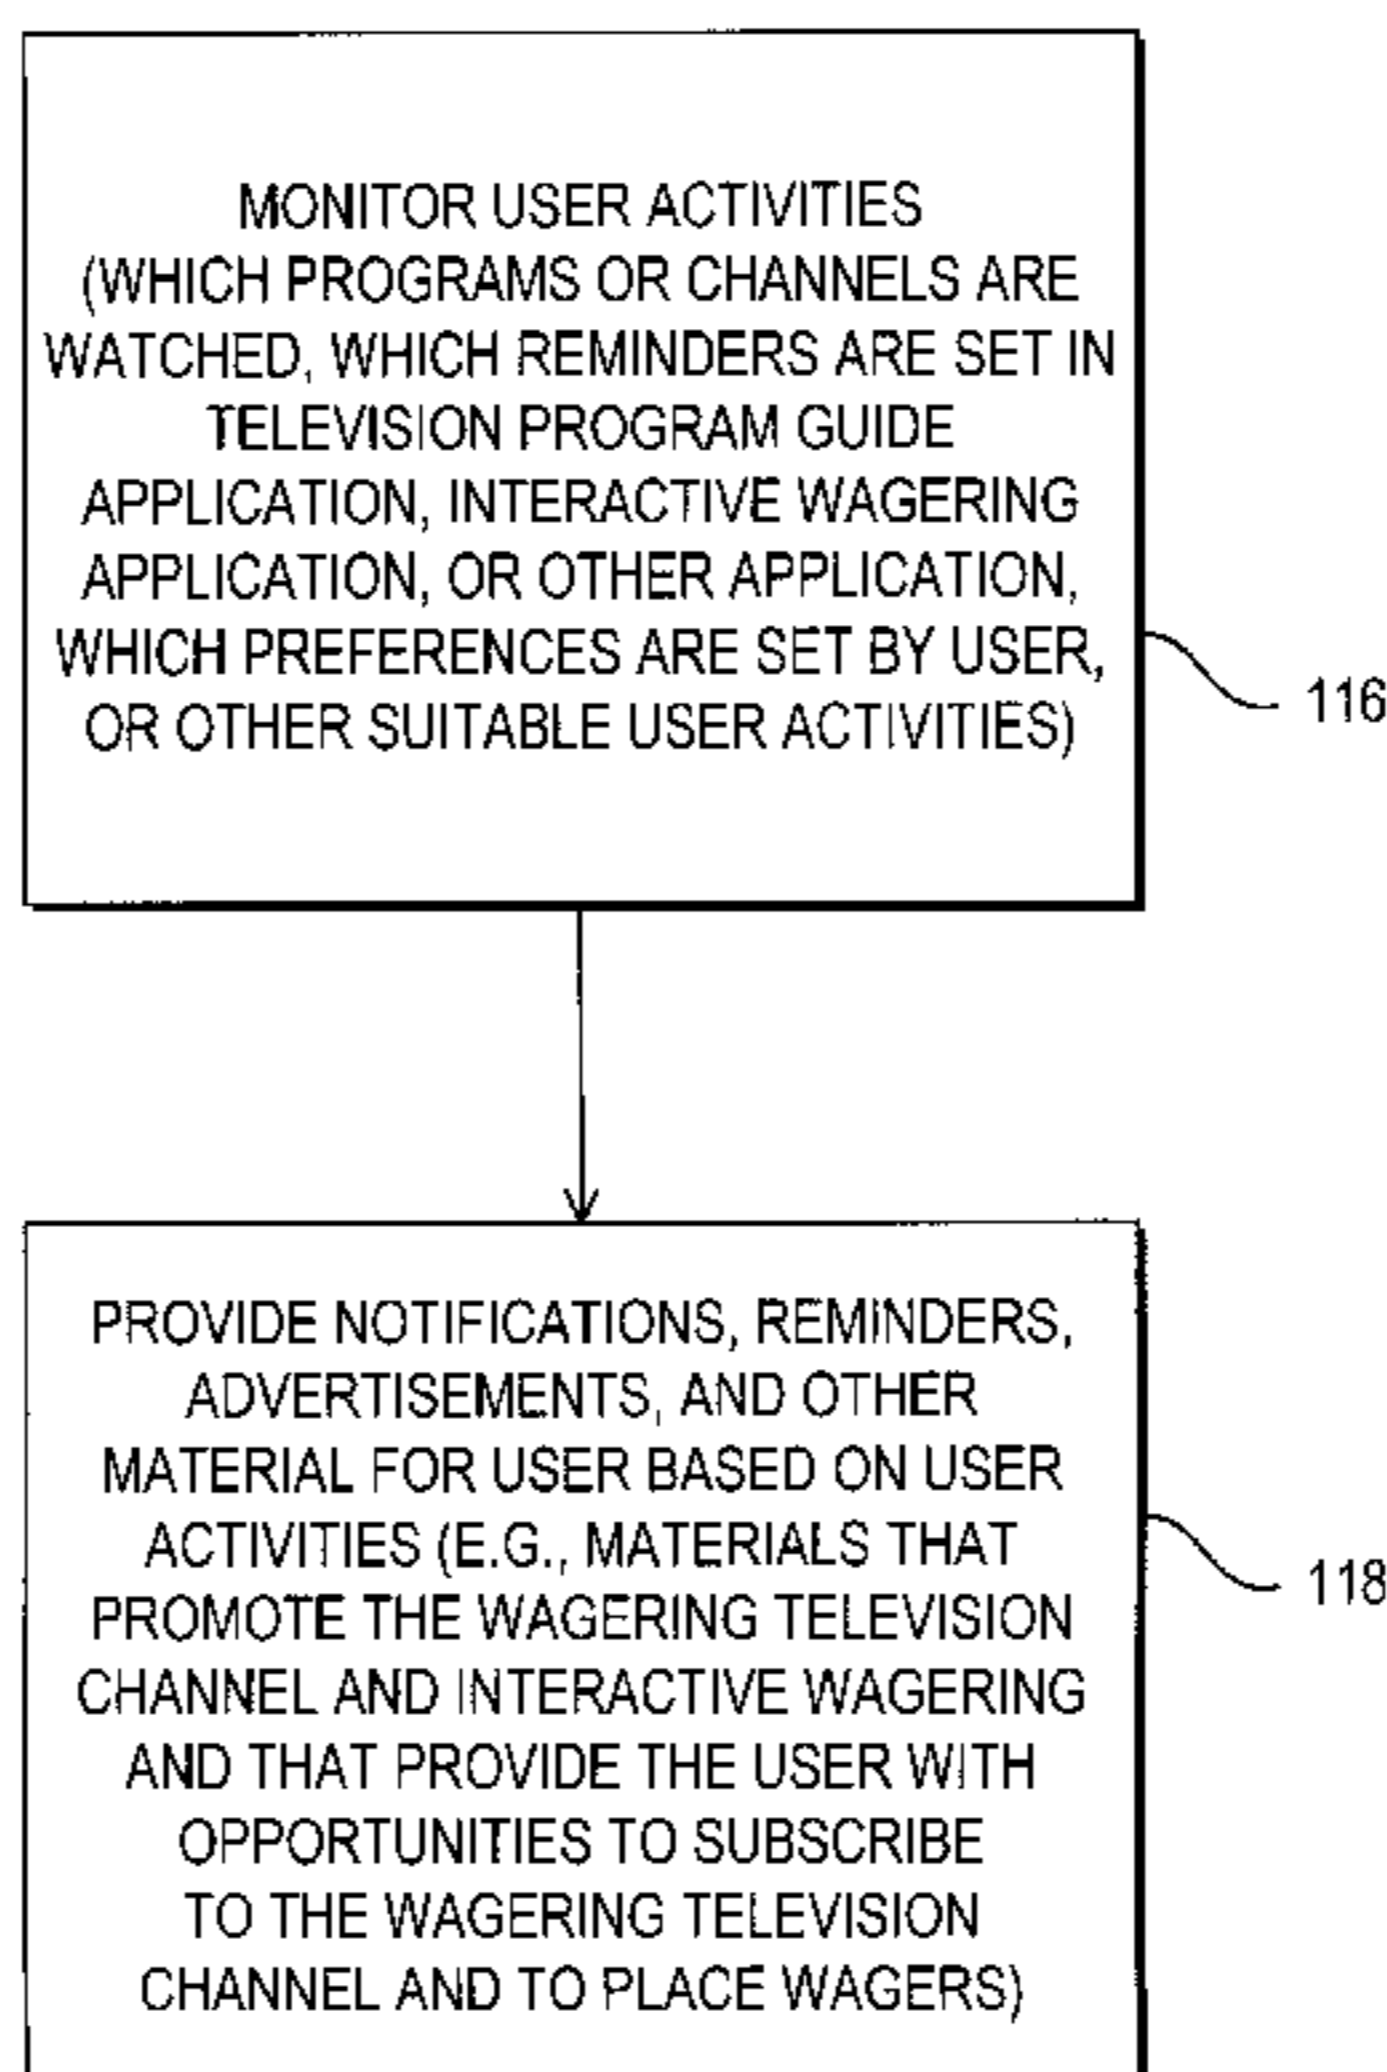 MONITOR USER ACTIVITIES
(WHICH PROGRAMS OR CHANNELS ARE
WATCHED, WHICH REMINDERS ARE SET IN
TELEVISION PROGRAM GUIDE
APPLICATION, INTERACTIVE WAGERING
APPLICATION, OR OTHER APPLICATION,
WHICH PREFERENCES ARE SET BY USER,
OR OTHER SUITABLE USER ACTIVITIES)
116
PROVIDE NOTIFICATIONS, REMINDERS,
ADVERTISEMENTS, AND OTHER
MATERIAL FOR USER BASED ON USER
ACTIVITIES (E.G., MATERIALS THAT
PROMOTE THE WAGERING TELEVISION
CHANNEL AND INTERACTIVE WAGERING
AND THAT PROVIDE THE USER WITH
OPPORTUNITIES TO SUBSCRIBE
TO THE WAGERING TELEVISION
CHANNEL AND TO PLACE WAGERS)
118